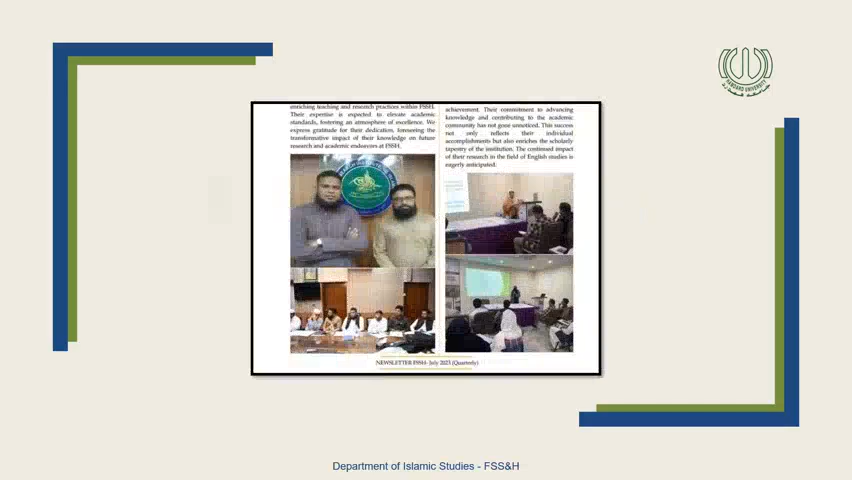 HAMDARD UNIVERSITY
enriching teaching and research practices within FSSH.
Their expertise is expected to elevate academic
standards, fostering an atmosphere of excellence. We
express gratitude for their dedication, foreseeing the
transformative impact of their knowledge on future
research and academic endeavors at FSSH.
achievement. Their commitment to advancing
knowledge and contributing to the academic
community has not gone unnoticed. This success
not only reflects their individual
accomplishments but also enriches the scholarly
tapestry of the institution. The continued impact
of their research in the field of English studies is
eagerly anticipated.
NEWSLETTER FSSH- July 2023 (Quarterly)
Department of Islamic Studies - FSS&H